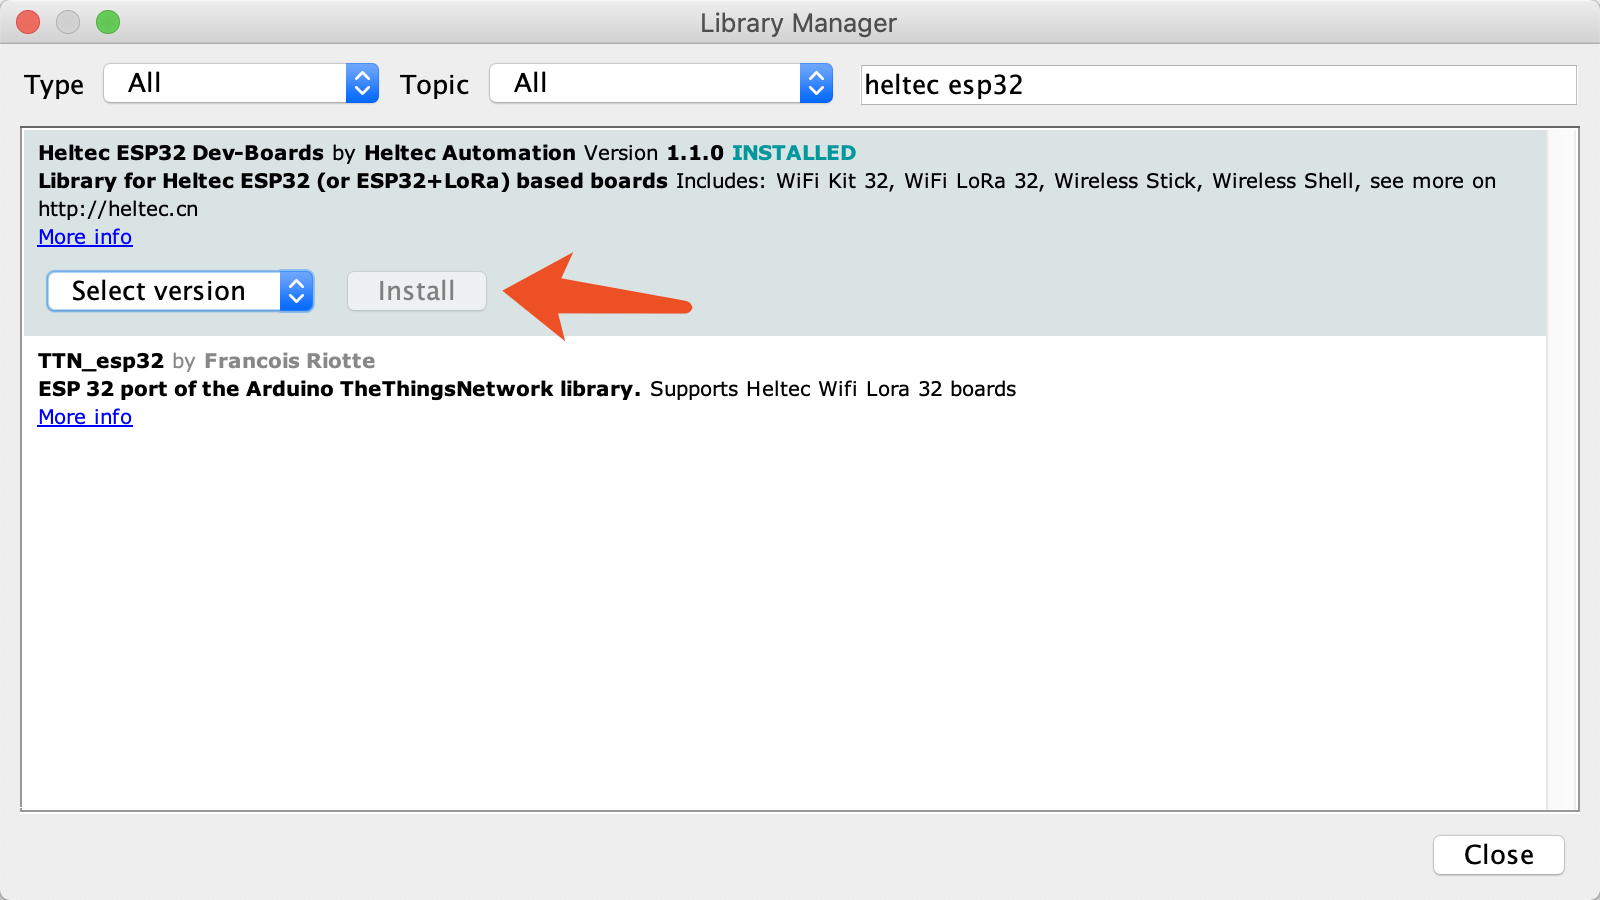 Library Manager
Type All Topic All heltec esp32
Heltec ESP32 Dev-Boards by Heltec Automation Version 1.1.0 INSTALLED
Library for Heltec ESP32 (or ESP32+LoRa) based boards Includes: WiFi Kit 32, WiFi LoRa 32, Wireless Stick, Wireless Shell, see more on
http://heltec.cn
More info
Select version Install
TTN_esp32 by Francois Riotte
ESP 32 port of the Arduino TheThingsNetwork library. Supports Heltec Wifi Lora 32 boards
More info
Close